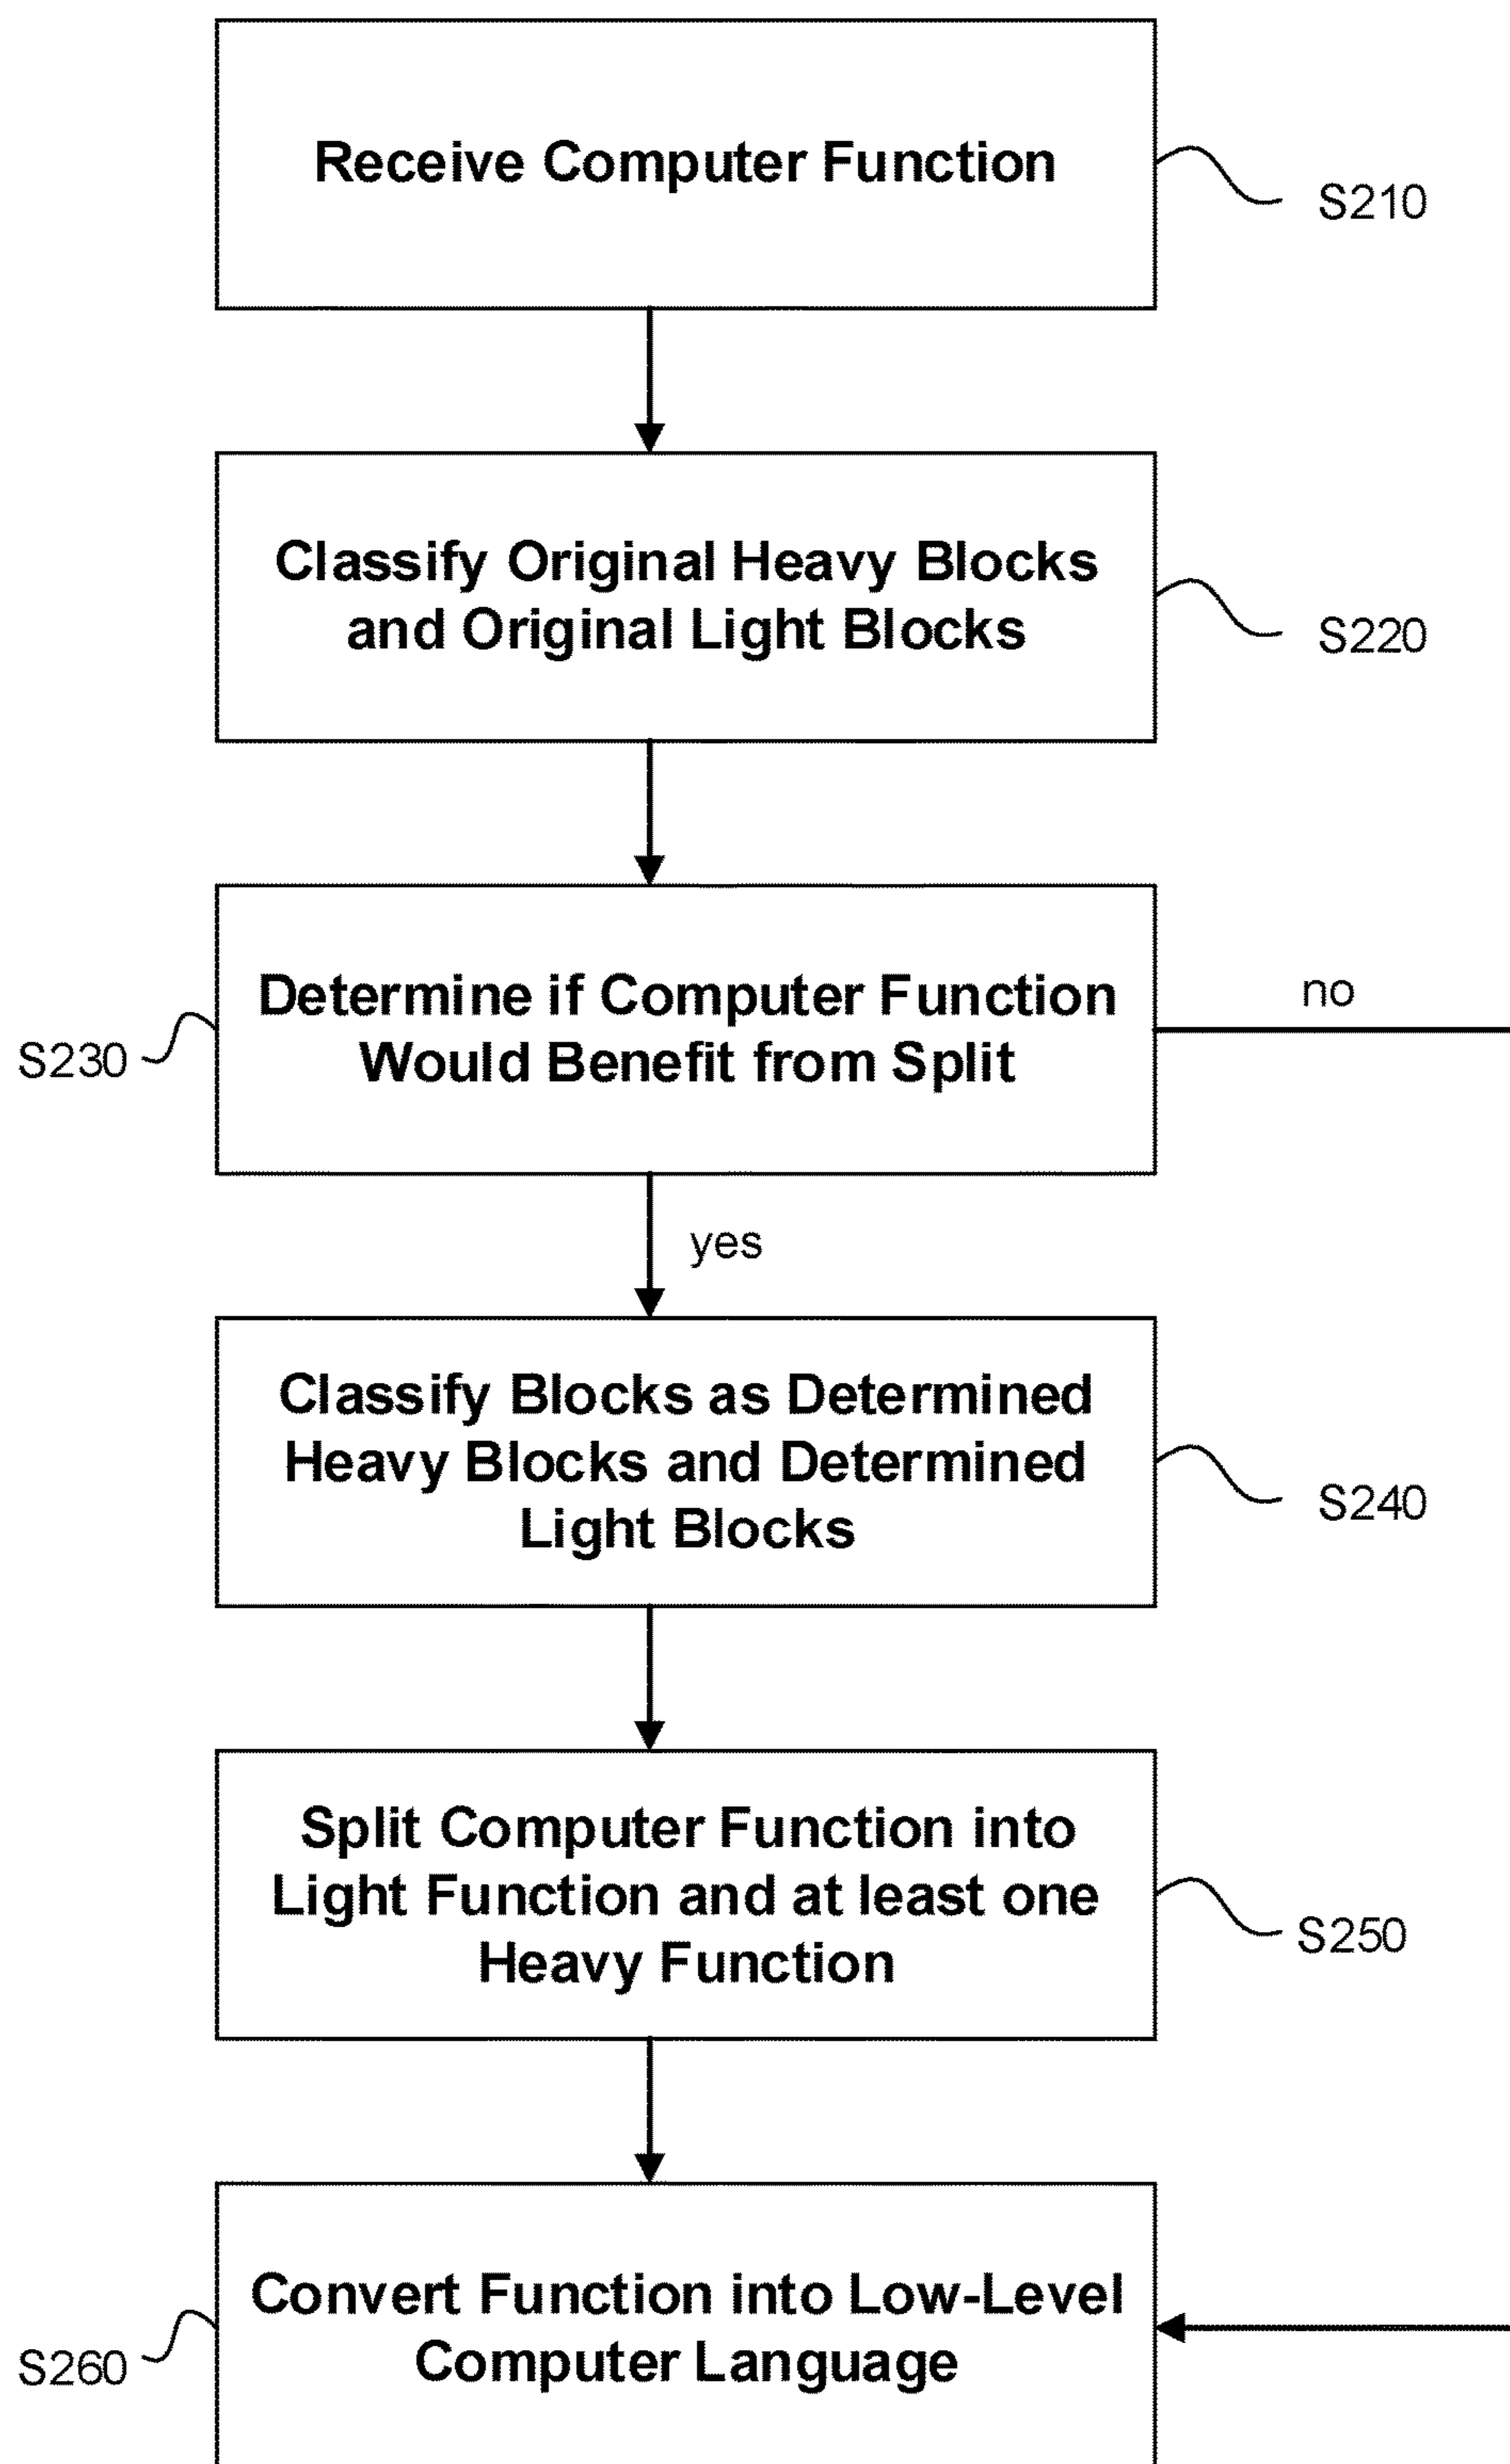 Receive Computer Function
S210
Classify Original Heavy Blocks
and Original Light Blocks
S220
Determine if Computer Function
Would Benefit from Split
S230
no
yes
Classify Blocks as Determined
Heavy Blocks and Determined
Light Blocks
S240
Split Computer Function into
Light Function and at least one
Heavy Function
S250
Convert Function into Low-Level
Computer Language
S260